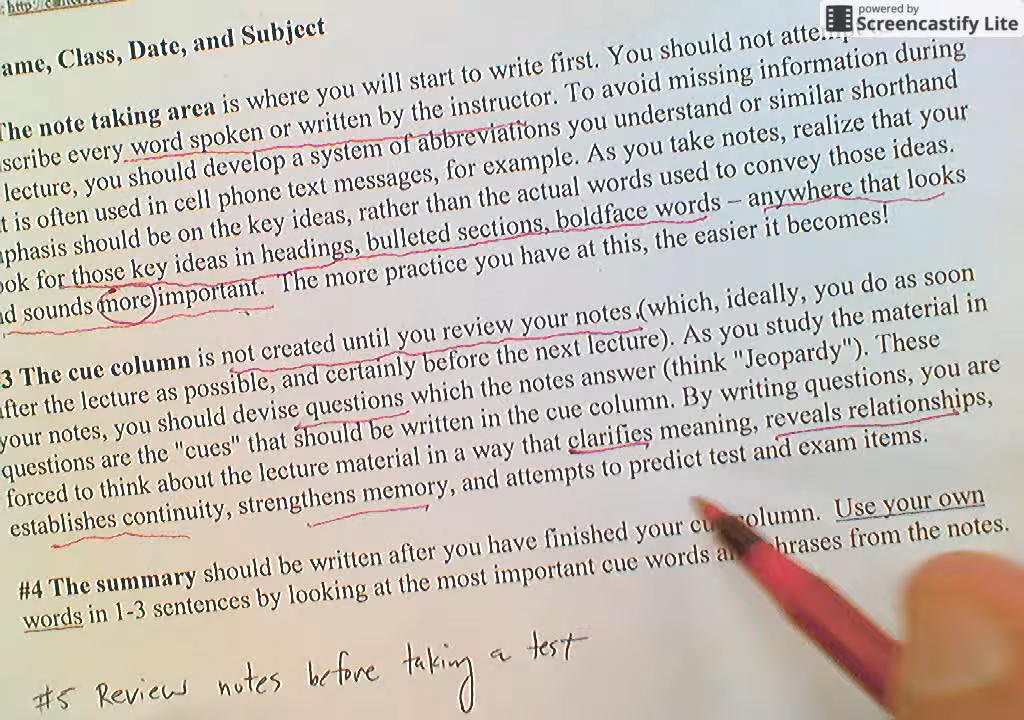 : http://
powered by
Screencastify Lite
ame, Class, Date, and Subject
The note taking area is where you will start to write first. You should not
scribe every word spoken or written by the instructor. To avoid missing information during
lecture, you should develop a system of abbreviations you understand or similar shorthand
t is often used in cell phone text messages, for example. As you take notes, realize that your
phasis should be on the key ideas, rather than the actual words used to convey those ideas.
ook for those key ideas in headings, bulleted sections, boldface words – anywhere that looks
d sounds more important. The more practice you have at this, the easier it becomes!
3 The cue column is not created until you review your notes (which, ideally, you do as soon
after the lecture as possible, and certainly before the next lecture). As you study the material in
your notes, you should devise questions which the notes answer (think "Jeopardy"). These
questions are the "cues" that should be written in the cue column. By writing questions, you are
forced to think about the lecture material in a way that clarifies meaning, reveals relationships,
establishes continuity, strengthens memory, and attempts to predict test and exam items.
#4 The summary should be written after you have finished your cu column. Use your own
words in 1-3 sentences by looking at the most important cue words a phrases from the notes.
#5 Review notes before taking a test